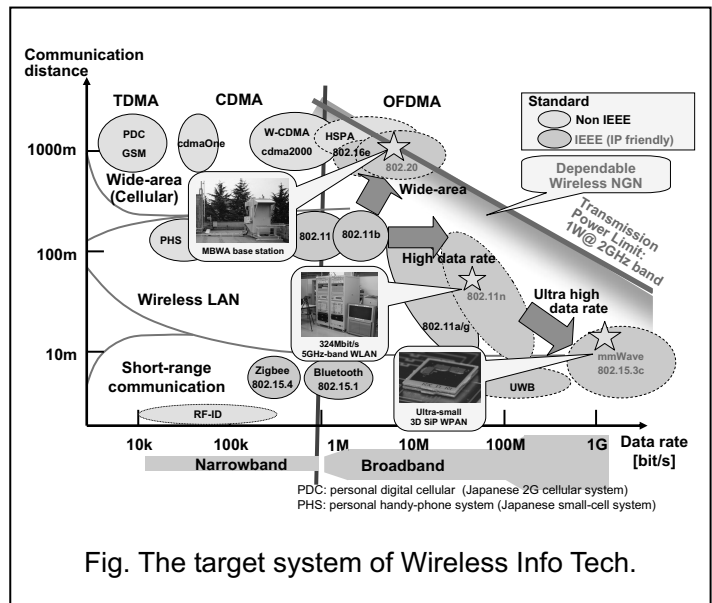 Communication
distance
TDMA
CDMA
OFDMA
Standard
Non IEEE
IEEE (IP friendly)
PDC
GSM
cdmaOne
W-CDMA
cdma2000
HSPA
802.16e
802.20
1000m
Wide-area
(Cellular)
Wide-area
Dependable
Wireless NGN
Transmission
Power Limit:
1W@ 2GHz band
MBWA base station
PHS
802.11
802.11b
100m
High data rate
802.11n
Wireless LAN
324Mbit/s
5GHz-band WLAN
802.11a/g
Ultra high
data rate
10m
mmWave
802.15.3c
Short-range
communication
Zigbee
802.15.4
Bluetooth
802.15.1
Ultra-small
3D SiP WPAN
UWB
RF-ID
10k
100k
1M
10M
100M
1G
Data rate
[bit/s]
Narrowband
Broadband
PDC: personal digital cellular (Japanese 2G cellular system)
PHS: personal handy-phone system (Japanese small-cell system)
Fig. The target system of Wireless Info Tech.